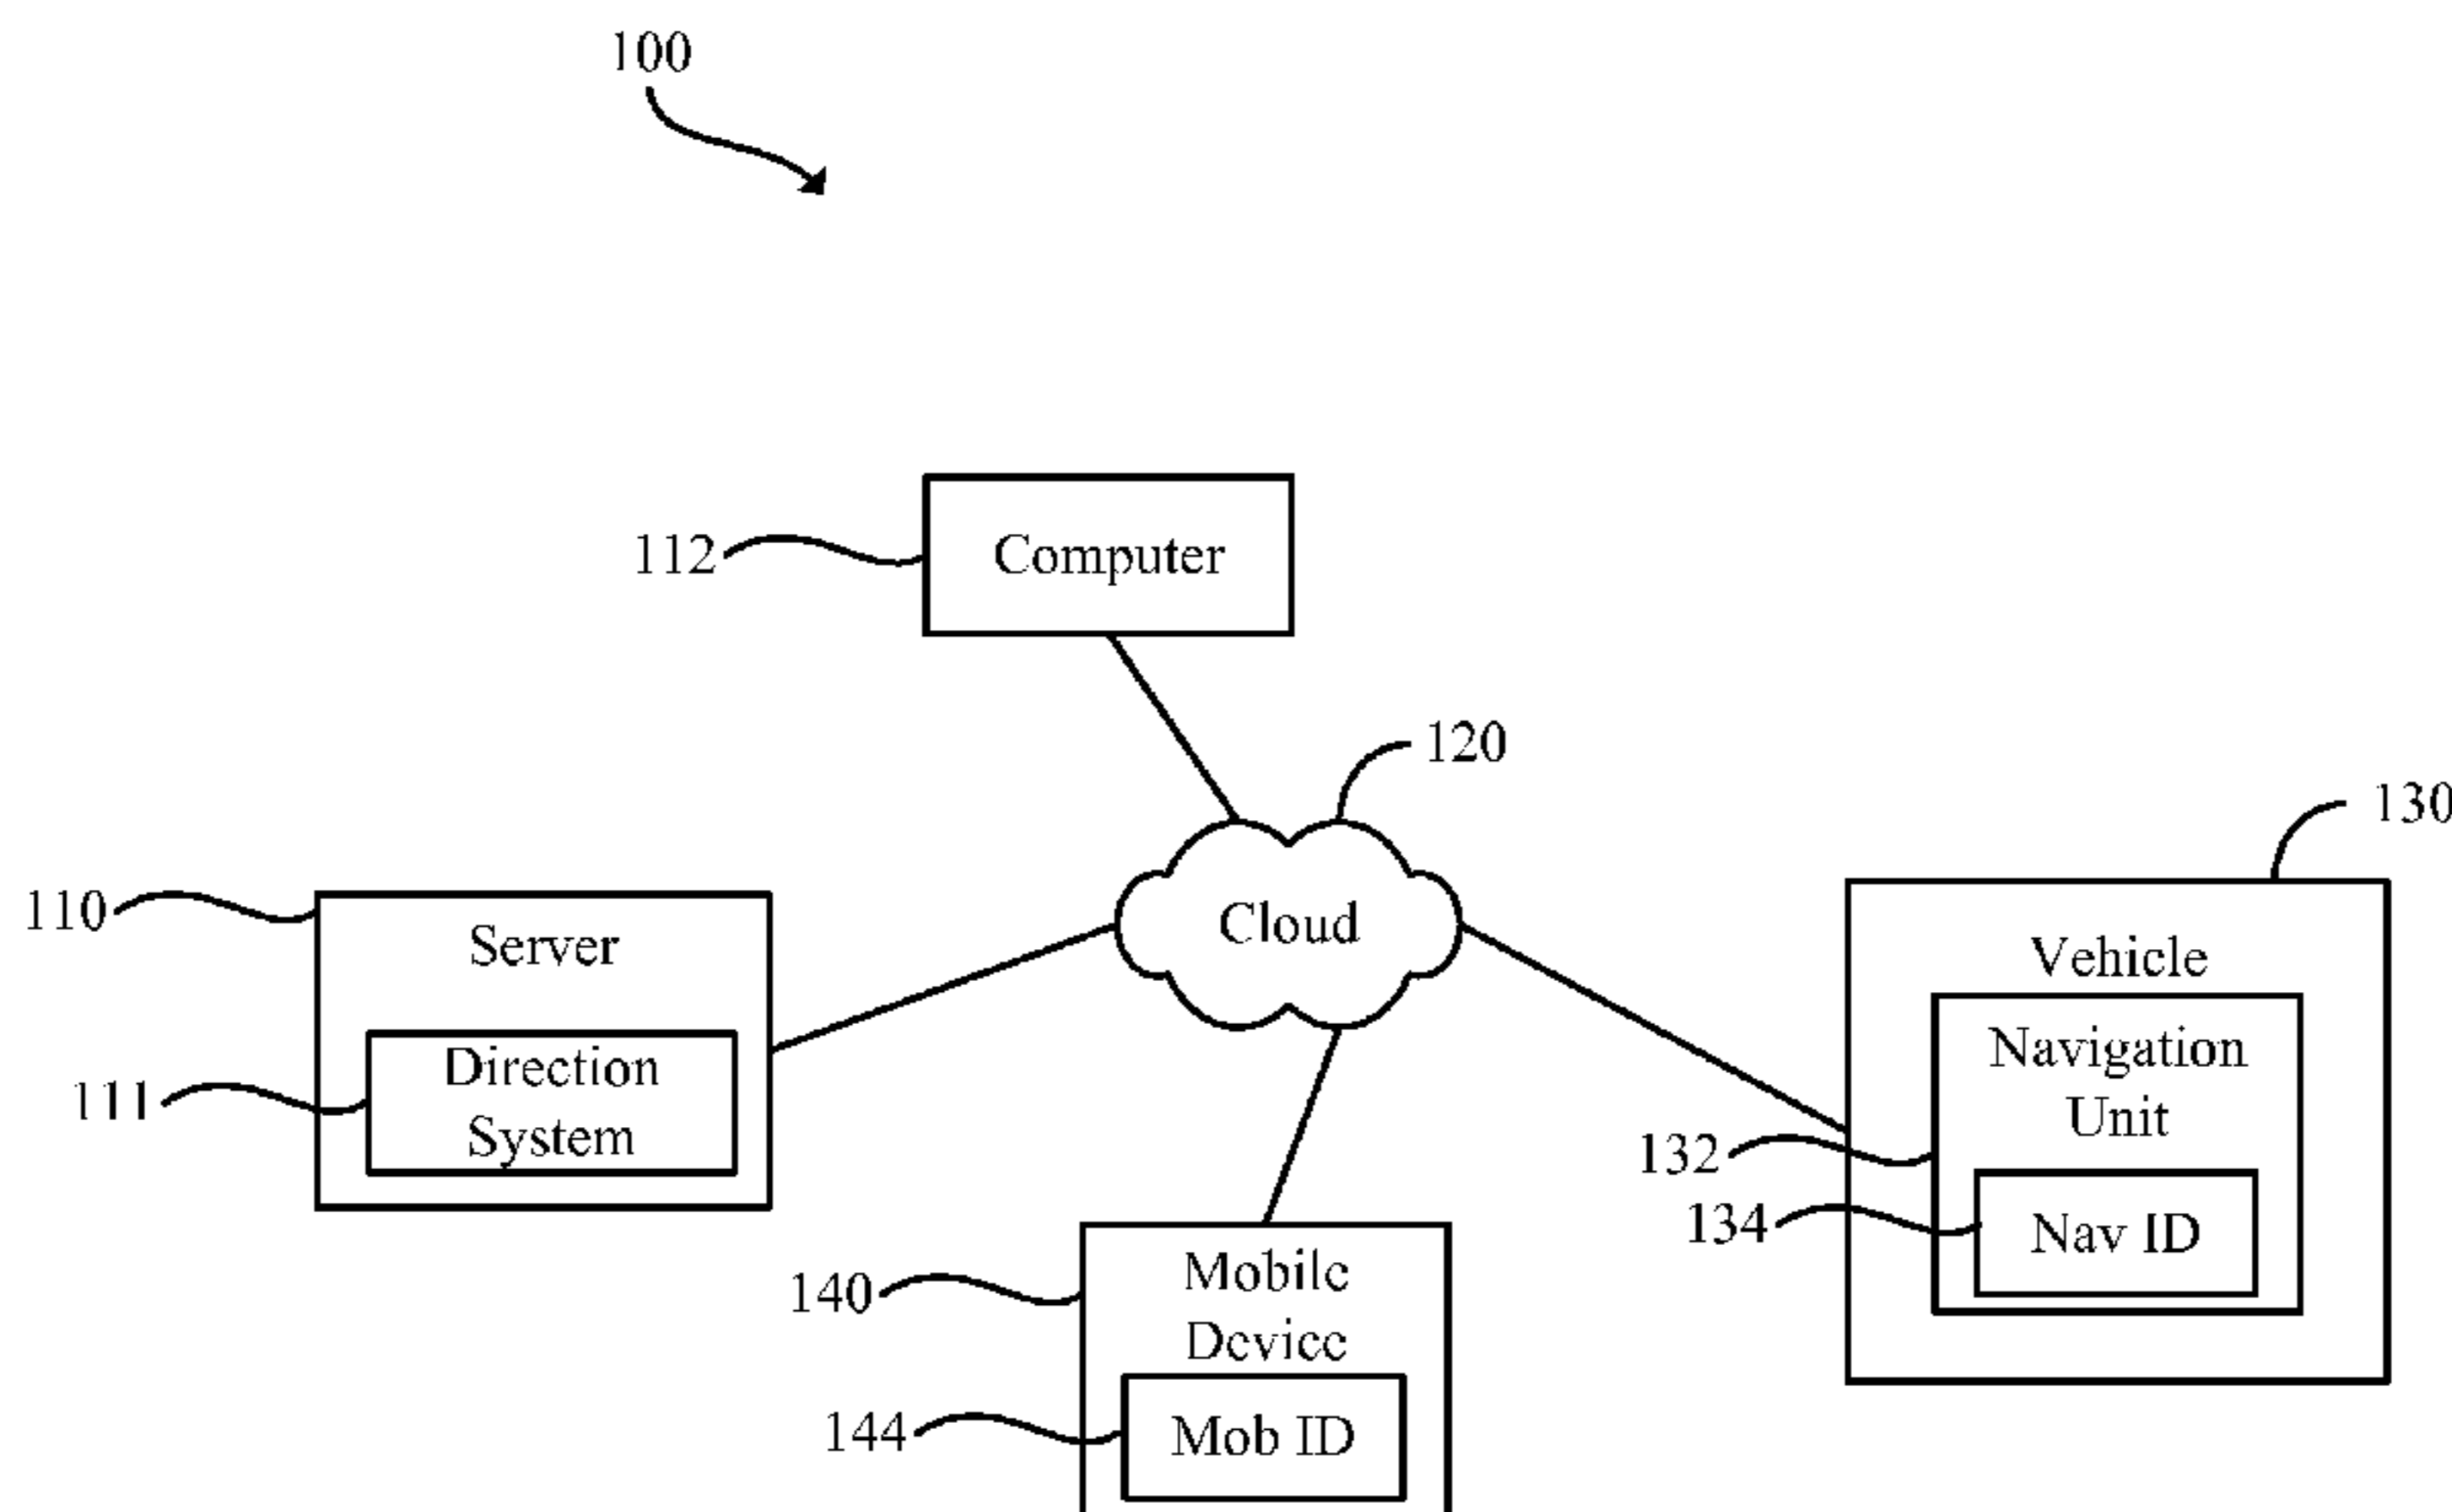 100
112
Computer
120
130
Cloud
110
Server
Vehicle
Direction
System
111
Navigation
Unit
132
134
Nav ID
140
Mobile
Device
144
Mob ID